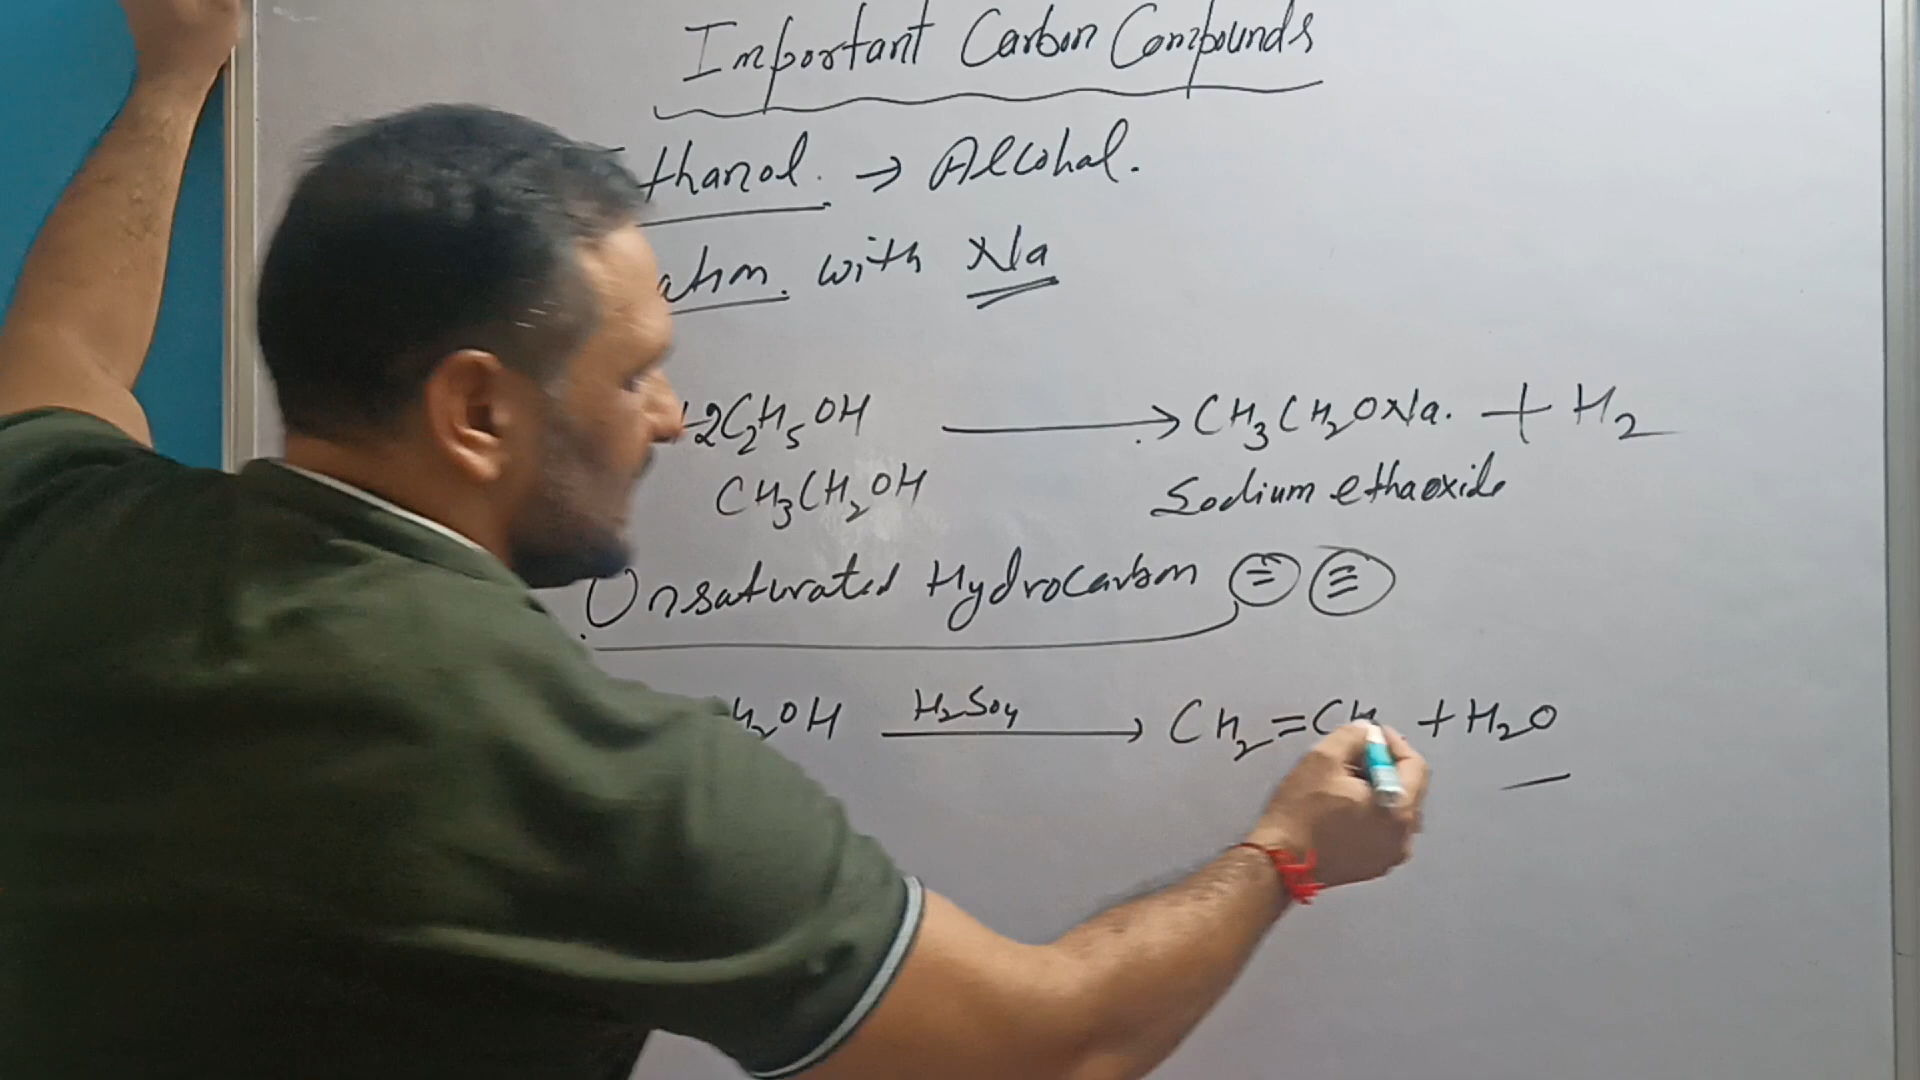 Important Carbon Compounds
thanol. → Alcohal.
ation. with Na
+2C₂H₅OH ⟶ CH₃CH₂ONa. + H₂
CH₃CH₂OH Sodium ethaoxide
Unsaturated Hydrocarbon = ≡
H₂OH H₂SO₄ ⟶ CH₂=CH + H₂O